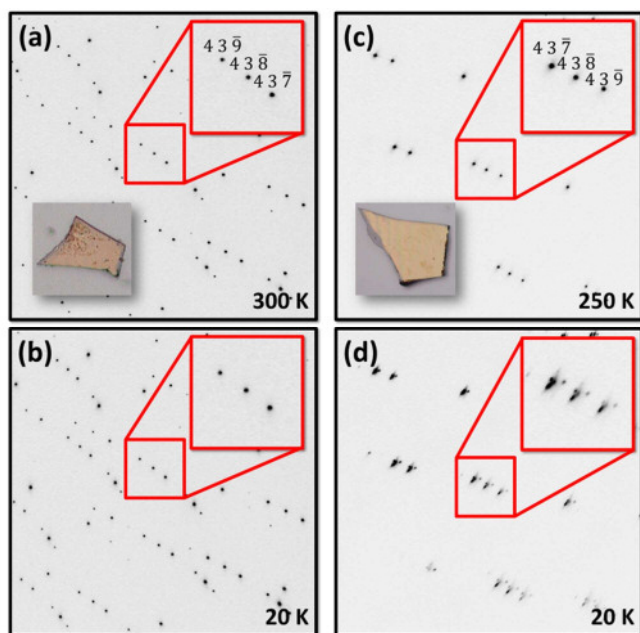 (a)
4 3 9̄
4 3 8̄
4 3 7̄
300 K
(c)
4 3 7̄
4 3 8̄
4 3 9̄
250 K
(b)
20 K
(d)
20 K